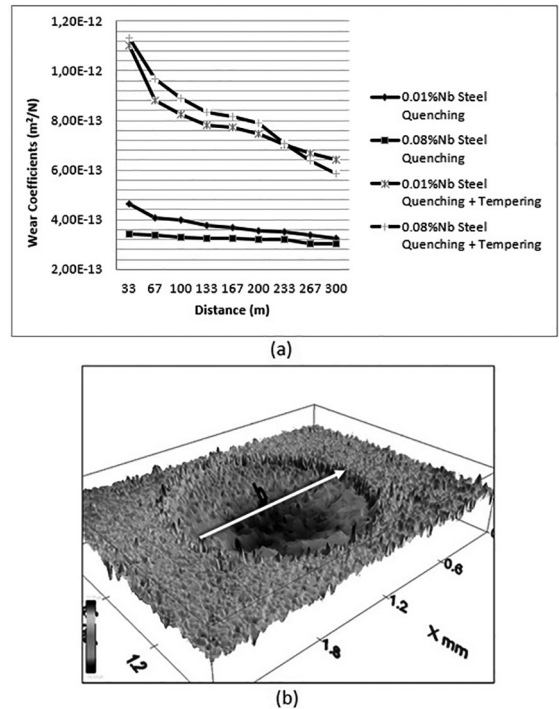 1,20E-12
1,00E-12
8,00E-13
6,00E-13
4,00E-13
2,00E-13
Wear Coefficients (m²/N)
33 67 100 133 167 200 233 267 300
Distance (m)
0.01%Nb Steel
Quenching
0.08%Nb Steel
Quenching
0.01%Nb Steel
Quenching + Tempering
0.08%Nb Steel
Quenching + Tempering
(a)
0.6
1.2
1.8
X mm
1.2
(b)